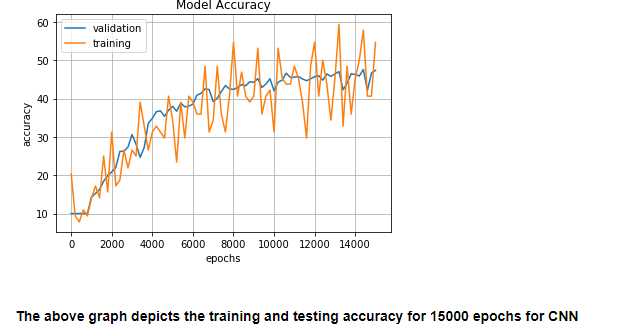 Model Accuracy
60
50
40
30
20
10
accuracy
validation
training
0 2000 4000 6000 8000 10000 12000 14000
epochs
The above graph depicts the training and testing accuracy for 15000 epochs for CNN